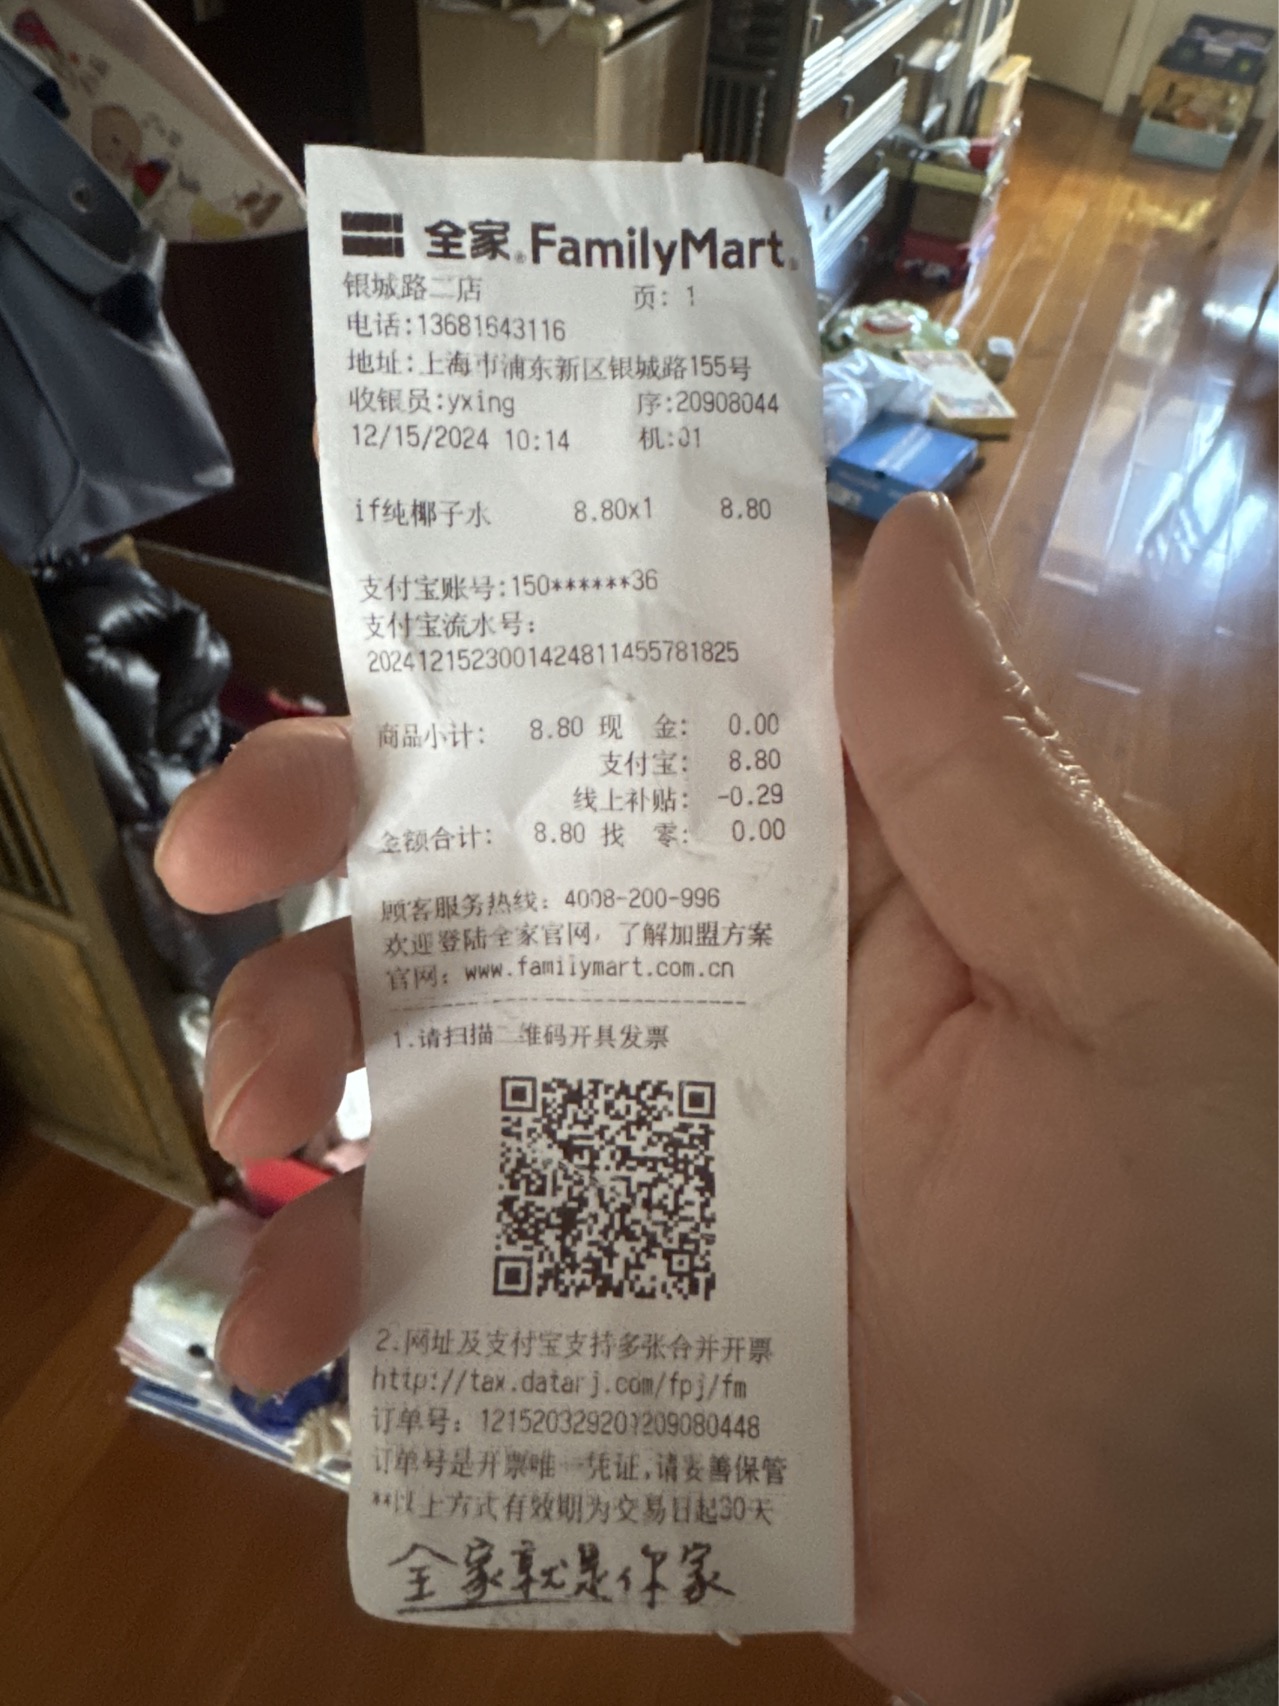 全家 FamilyMart
银城路二店 页: 1
电话:13681643116
地址:上海市浦东新区银城路155号
收银员:yxing 序:20908044
12/15/2024 10:14 机:01
if纯椰子水 8.80x1 8.80
支付宝账号:150******36
支付宝流水号:
2024121523001424811455781825
商品小计: 8.80 现 金: 0.00
支付宝: 8.80
线上补贴: -0.29
金额合计: 8.80 找 零: 0.00
顾客服务热线: 4008-200-996
欢迎登陆全家官网, 了解加盟方案
官网: www.familymart.com.cn
1.请扫描二维码开具发票
2.网址及支付宝支持多张合并开票
http://tax.datarj.com/fpj/fm
订单号: 121520329201209080448
订单号是开票唯一凭证,请妥善保管
**以上方式有效期为交易日起30天
全家就是你家